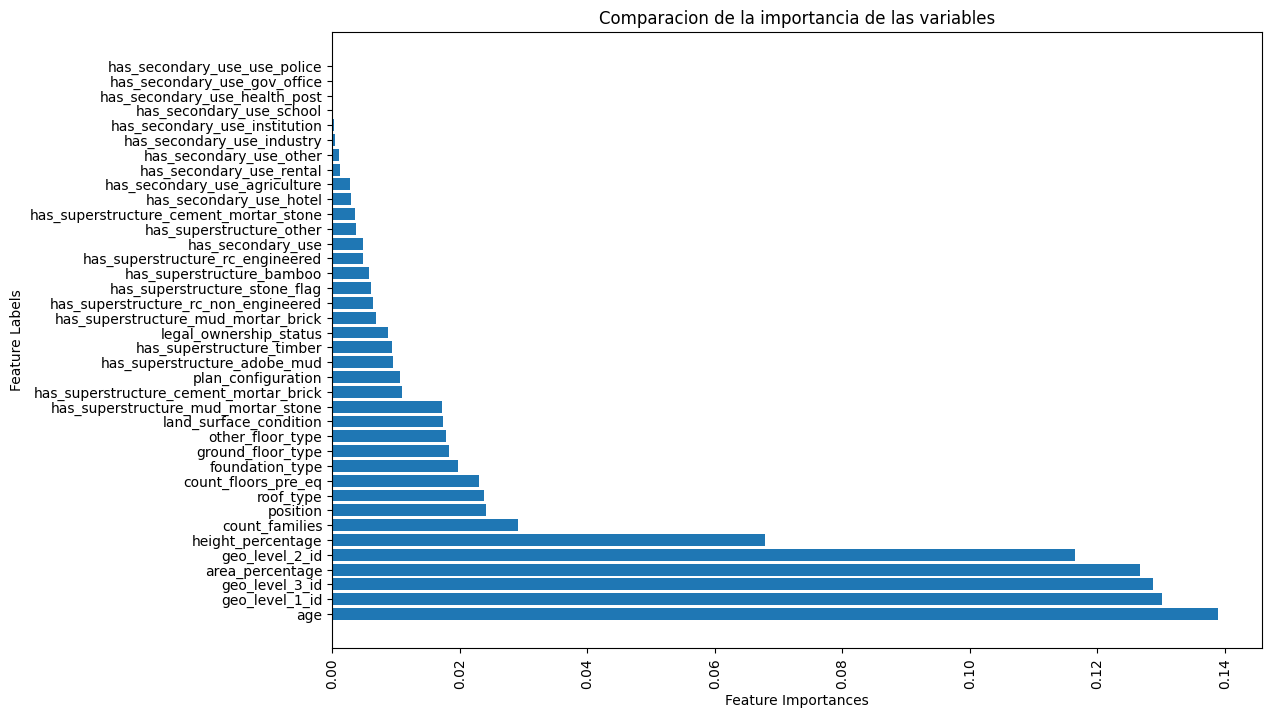 Comparacion de la importancia de las variables
Feature Labels
has_secondary_use_use_police
has_secondary_use_gov_office
has_secondary_use_health_post
has_secondary_use_school
has_secondary_use_institution
has_secondary_use_industry
has_secondary_use_other
has_secondary_use_rental
has_secondary_use_agriculture
has_secondary_use_hotel
has_superstructure_cement_mortar_stone
has_superstructure_other
has_secondary_use
has_superstructure_rc_engineered
has_superstructure_bamboo
has_superstructure_stone_flag
has_superstructure_rc_non_engineered
has_superstructure_mud_mortar_brick
legal_ownership_status
has_superstructure_timber
has_superstructure_adobe_mud
plan_configuration
has_superstructure_cement_mortar_brick
has_superstructure_mud_mortar_stone
land_surface_condition
other_floor_type
ground_floor_type
foundation_type
count_floors_pre_eq
roof_type
position
count_families
height_percentage
geo_level_2_id
area_percentage
geo_level_3_id
geo_level_1_id
age
0.00 0.02 0.04 0.06 0.08 0.10 0.12 0.14
Feature Importances